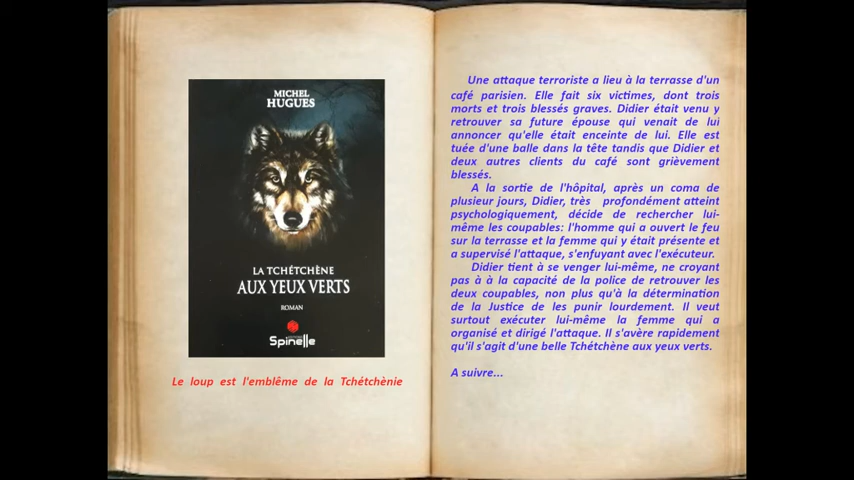 MICHEL
HUGUES
LA TCHÉTCHÈNE
AUX YEUX VERTS
ROMAN
Spinelle
Le loup est l'emblême de la Tchétchènie
Une attaque terroriste a lieu à la terrasse d'un
café parisien. Elle fait six victimes, dont trois
morts et trois blessés graves. Didier était venu y
retrouver sa future épouse qui venait de lui
annoncer qu'elle était enceinte de lui. Elle est
tuée d'une balle dans la tête tandis que Didier et
deux autres clients du café sont grièvement
blessés.
A la sortie de l'hôpital, après un coma de
plusieur jours, Didier, très profondément atteint
psychologiquement, décide de rechercher lui-
même les coupables: l'homme qui a ouvert le feu
sur la terrasse et la femme qui y était présente et
a supervisé l'attaque, s'enfuyant avec l'exécuteur.
Didier tient à se venger lui-même, ne croyant
pas à à la capacité de la police de retrouver les
deux coupables, non plus qu'à la détermination
de la Justice de les punir lourdement. Il veut
surtout exécuter lui-même la femme qui a
organisé et dirigé l'attaque. Il s'avère rapidement
qu'il s'agit d'une belle Tchétchène aux yeux verts.
A suivre...